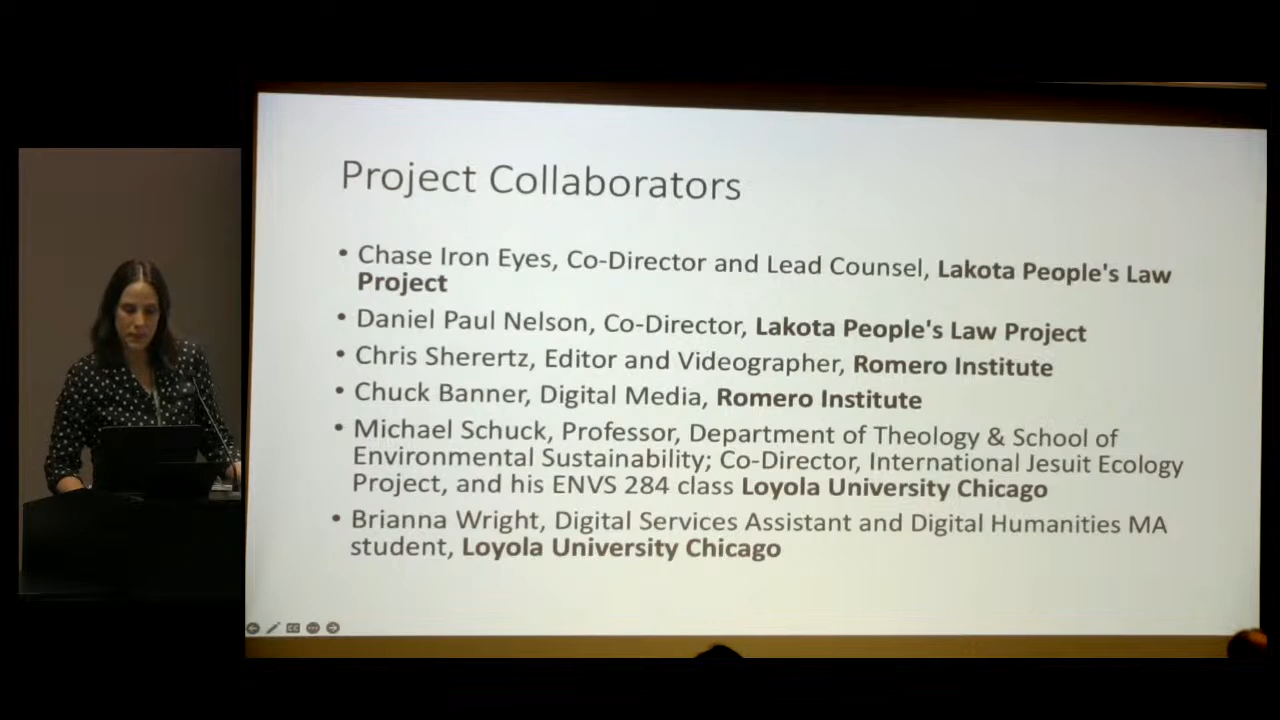 Project Collaborators
• Chase Iron Eyes, Co-Director and Lead Counsel, Lakota People's Law
Project
• Daniel Paul Nelson, Co-Director, Lakota People's Law Project
• Chris Sherertz, Editor and Videographer, Romero Institute
• Chuck Banner, Digital Media, Romero Institute
• Michael Schuck, Professor, Department of Theology & School of
Environmental Sustainability; Co-Director, International Jesuit Ecology
Project, and his ENVS 284 class Loyola University Chicago
• Brianna Wright, Digital Services Assistant and Digital Humanities MA
student, Loyola University Chicago